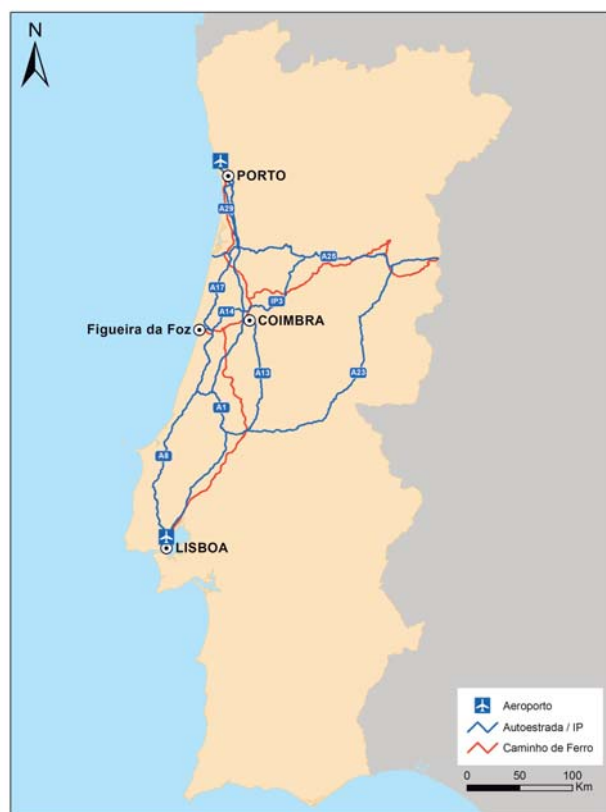 N
PORTO
A29
A25
A17
IP3
A14
COIMBRA
Figueira da Foz
A13
A23
A1
A8
LISBOA
Aeroporto
Autoestrada / IP
Caminho de Ferro
0 50 100
Km